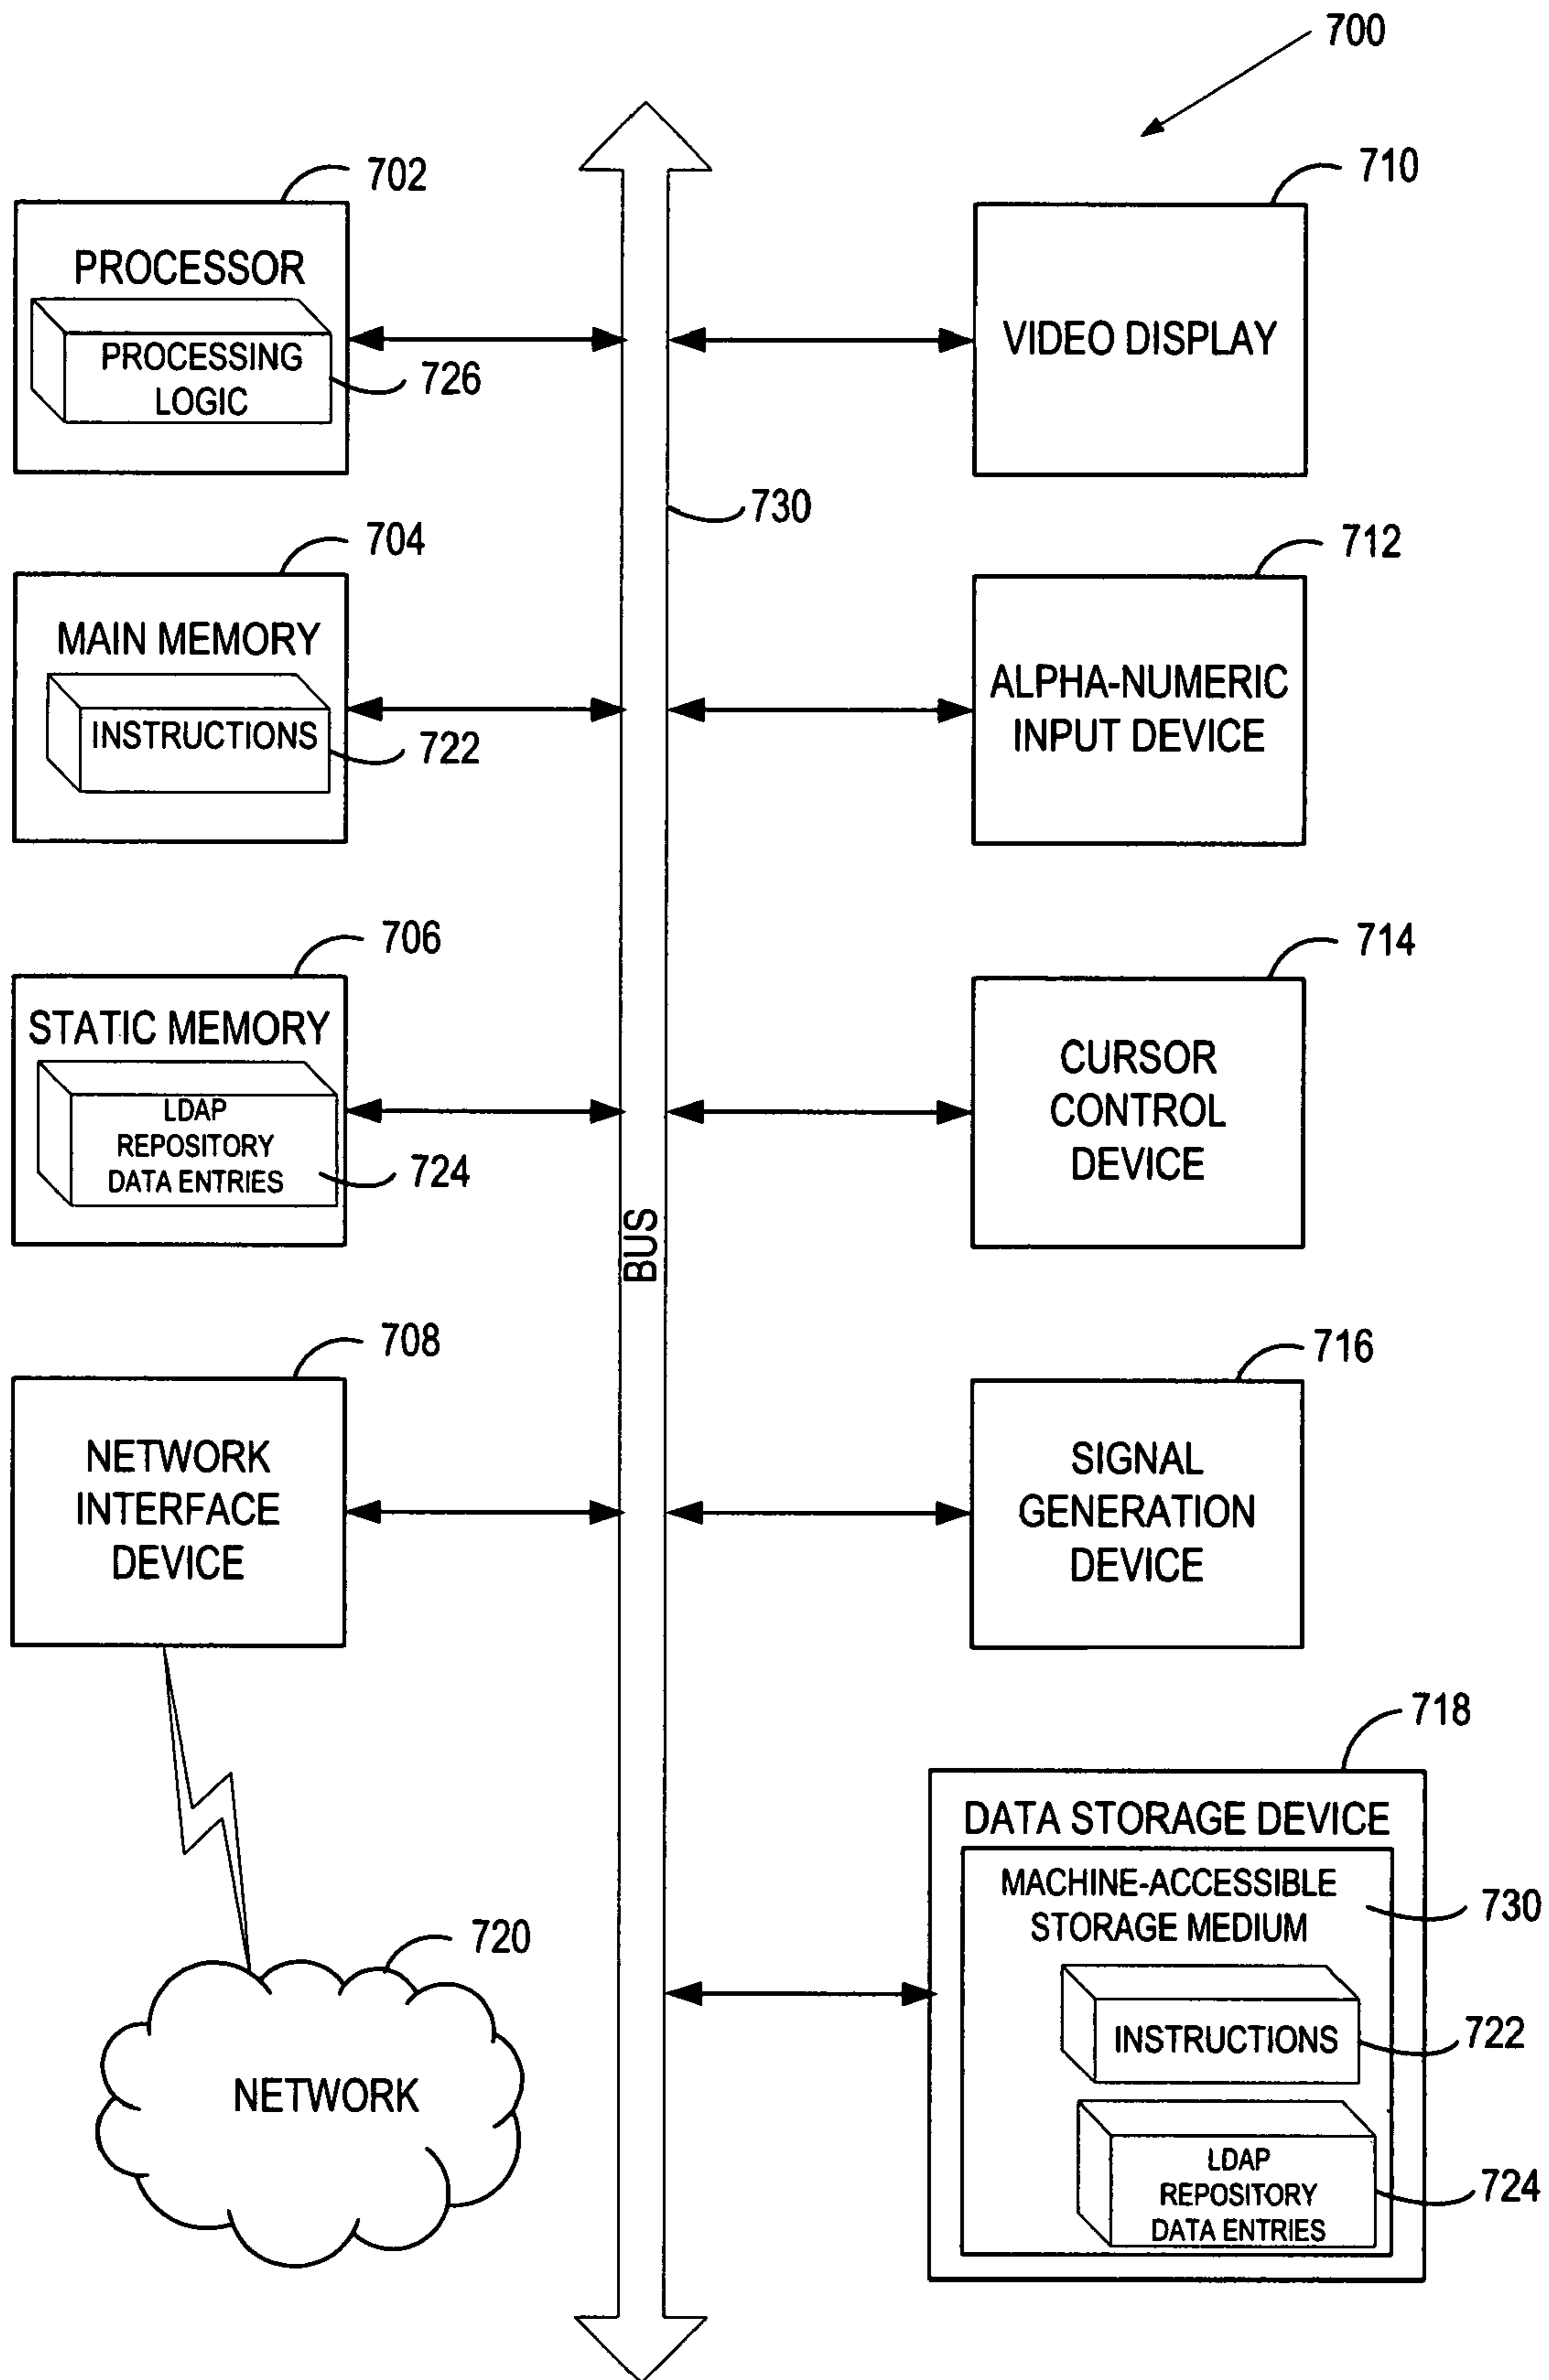 700
702
PROCESSOR
PROCESSING
LOGIC
726
710
VIDEO DISPLAY
730
704
MAIN MEMORY
INSTRUCTIONS
722
712
ALPHA-NUMERIC
INPUT DEVICE
706
STATIC MEMORY
LDAP
REPOSITORY
DATA ENTRIES
724
714
CURSOR
CONTROL
DEVICE
BUS
708
NETWORK
INTERFACE
DEVICE
716
SIGNAL
GENERATION
DEVICE
718
DATA STORAGE DEVICE
MACHINE-ACCESSIBLE
STORAGE MEDIUM
730
INSTRUCTIONS
722
LDAP
REPOSITORY
DATA ENTRIES
724
720
NETWORK